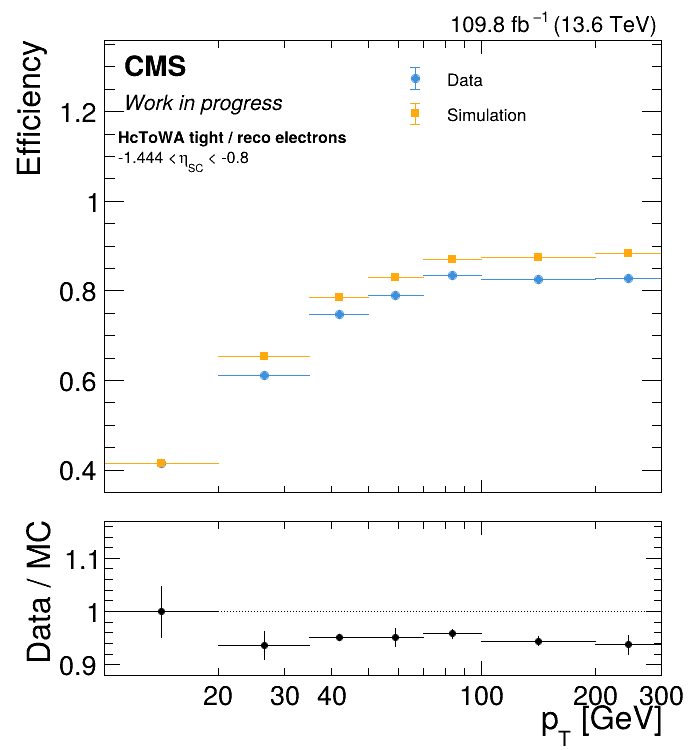 109.8 fb⁻¹ (13.6 TeV)
CMS
Work in progress
HcToWA tight / reco electrons
-1.444 < η_SC < -0.8
Data
Simulation
Efficiency
1.2
1
0.8
0.6
0.4
Data / MC
1.1
1
0.9
20 30 40 100 200 300
p_T [GeV]